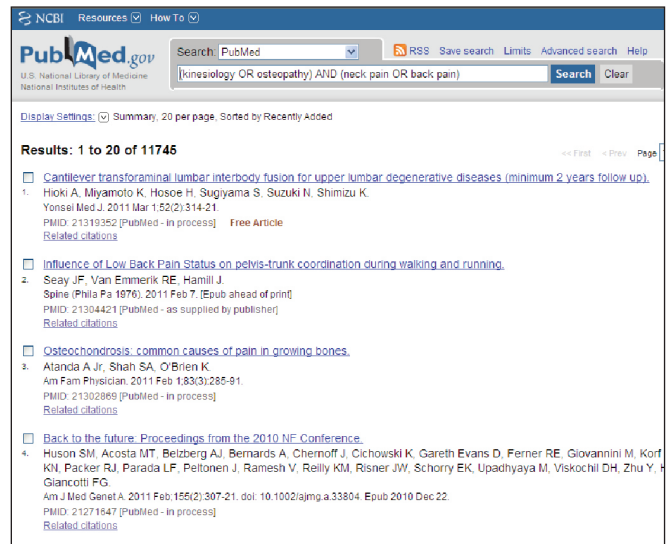 NCBI Resources How To
PubMed.gov
U.S. National Library of Medicine
National Institutes of Health
Search: PubMed
RSS Save search Limits Advanced search Help
(kinesiology OR osteopathy) AND (neck pain OR back pain)
Search Clear
Display Settings: Summary, 20 per page, Sorted by Recently Added
Results: 1 to 20 of 11745
<< First < Prev Page
Cantilever transforaminal lumbar interbody fusion for upper lumbar degenerative diseases (minimum 2 years follow up).
1. Hioki A, Miyamoto K, Hosoe H, Sugiyama S, Suzuki N, Shimizu K.
Yonsei Med J. 2011 Mar 1;52(2):314-21.
PMID: 21319352 [PubMed - in process] Free Article
Related citations
Influence of Low Back Pain Status on pelvis-trunk coordination during walking and running.
2. Seay JF, Van Emmerik RE, Hamill J.
Spine (Phila Pa 1976). 2011 Feb 7. [Epub ahead of print]
PMID: 21304421 [PubMed - as supplied by publisher]
Related citations
Osteochondrosis: common causes of pain in growing bones.
3. Atanda A Jr, Shah SA, O'Brien K.
Am Fam Physician. 2011 Feb 1;83(3):285-91.
PMID: 21302869 [PubMed - in process]
Related citations
Back to the future: Proceedings from the 2010 NF Conference.
4. Huson SM, Acosta MT, Belzberg AJ, Bernards A, Chernoff J, Cichowski K, Gareth Evans D, Ferner RE, Giovannini M, Korf
KN, Packer RJ, Parada LF, Peltonen J, Ramesh V, Reilly KM, Risner JW, Schorry EK, Upadhyaya M, Viskochil DH, Zhu Y,
Giancotti FG.
Am J Med Genet A. 2011 Feb;155(2):307-21. doi: 10.1002/ajmg.a.33804. Epub 2010 Dec 22.
PMID: 21271647 [PubMed - in process]
Related citations